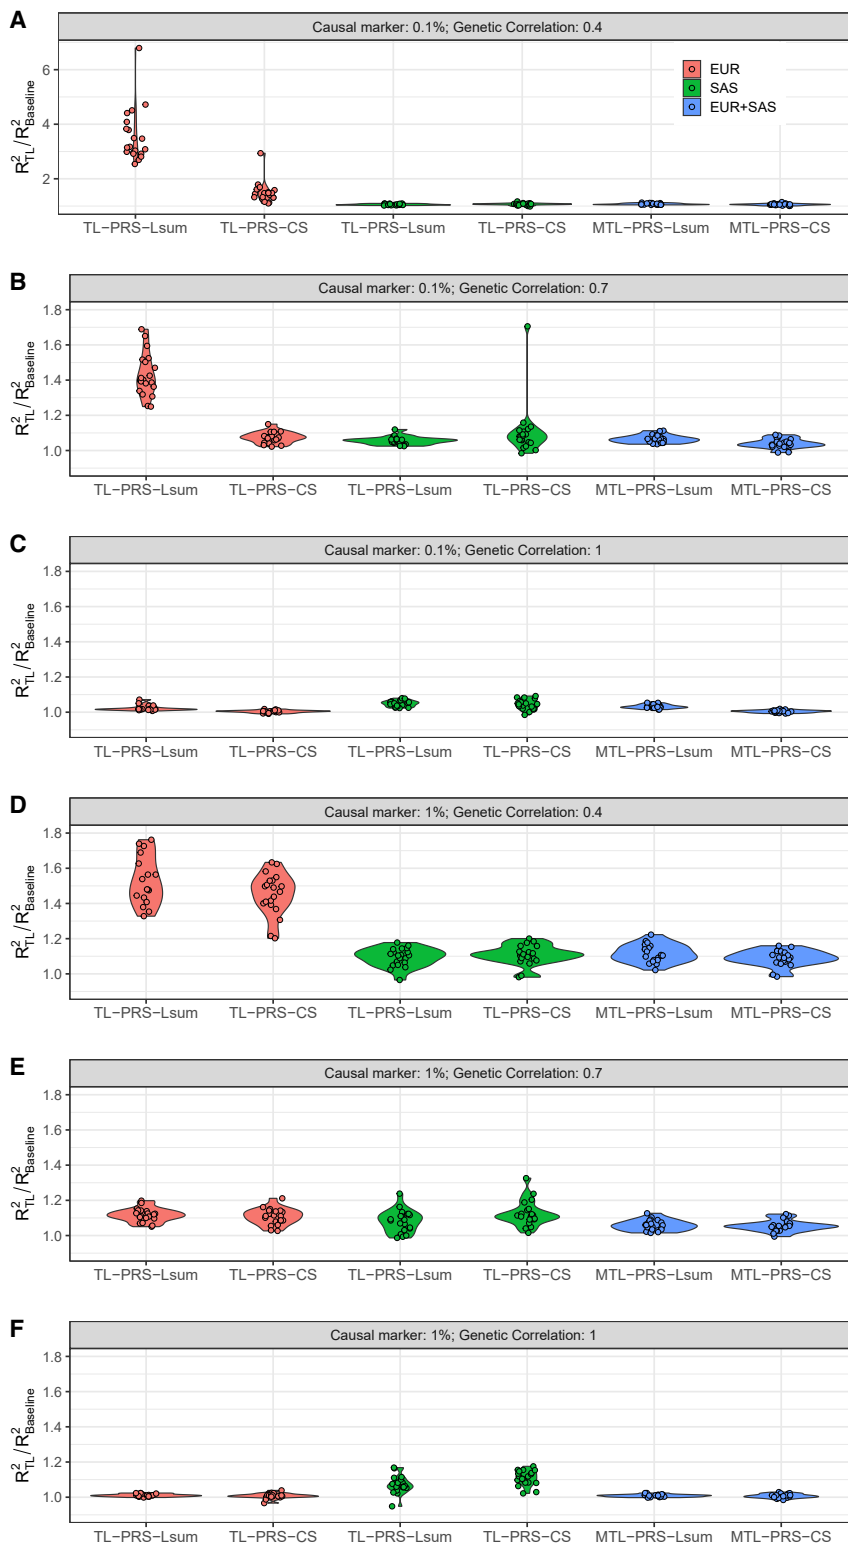 A
Causal marker: 0.1%; Genetic Correlation: 0.4
R²TL/R²Baseline
6
4
2
EUR
SAS
EUR+SAS
TL−PRS−Lsum TL−PRS−CS TL−PRS−Lsum TL−PRS−CS MTL−PRS−Lsum MTL−PRS−CS
B
Causal marker: 0.1%; Genetic Correlation: 0.7
R²TL/R²Baseline
1.8
1.6
1.4
1.2
1.0
TL−PRS−Lsum TL−PRS−CS TL−PRS−Lsum TL−PRS−CS MTL−PRS−Lsum MTL−PRS−CS
C
Causal marker: 0.1%; Genetic Correlation: 1
R²TL/R²Baseline
1.8
1.6
1.4
1.2
1.0
TL−PRS−Lsum TL−PRS−CS TL−PRS−Lsum TL−PRS−CS MTL−PRS−Lsum MTL−PRS−CS
D
Causal marker: 1%; Genetic Correlation: 0.4
R²TL/R²Baseline
1.8
1.6
1.4
1.2
1.0
TL−PRS−Lsum TL−PRS−CS TL−PRS−Lsum TL−PRS−CS MTL−PRS−Lsum MTL−PRS−CS
E
Causal marker: 1%; Genetic Correlation: 0.7
R²TL/R²Baseline
1.8
1.6
1.4
1.2
1.0
TL−PRS−Lsum TL−PRS−CS TL−PRS−Lsum TL−PRS−CS MTL−PRS−Lsum MTL−PRS−CS
F
Causal marker: 1%; Genetic Correlation: 1
R²TL/R²Baseline
1.8
1.6
1.4
1.2
1.0
TL−PRS−Lsum TL−PRS−CS TL−PRS−Lsum TL−PRS−CS MTL−PRS−Lsum MTL−PRS−CS